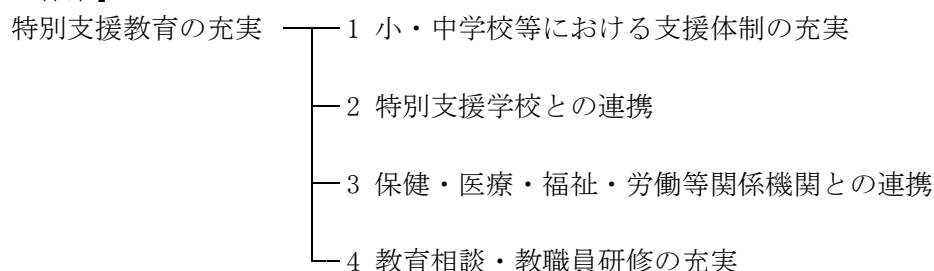 特別支援教育の充実 1 小・中学校等における支援体制の充実
2 特別支援学校との連携
3 保健・医療・福祉・労働等関係機関との連携
4 教育相談・教職員研修の充実